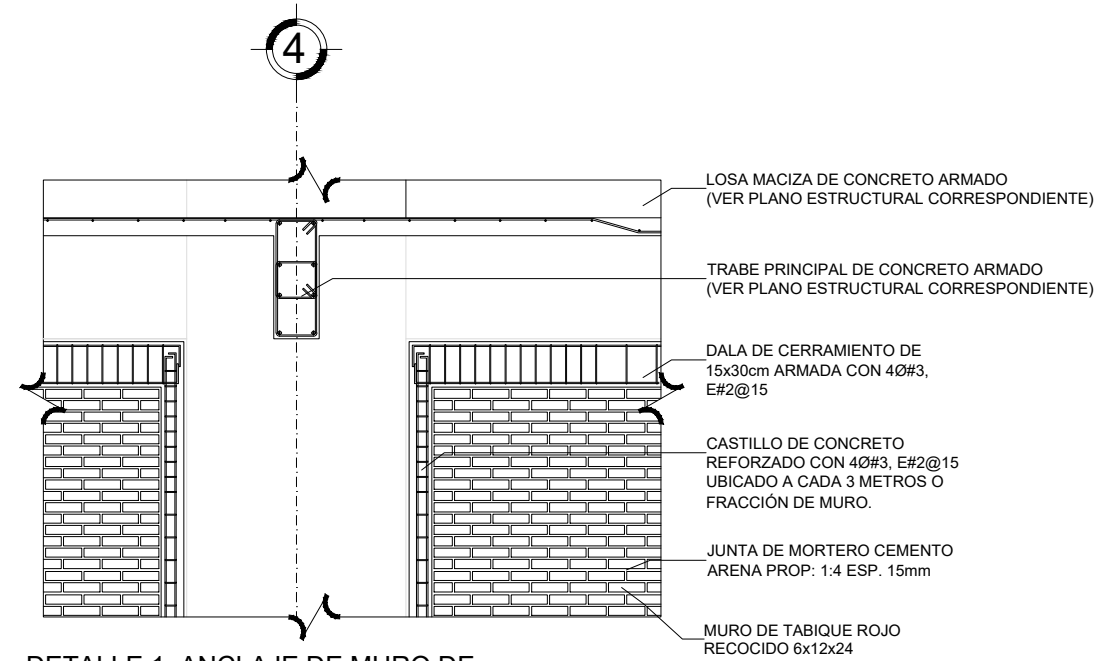 4
LOSA MACIZA DE CONCRETO ARMADO
(VER PLANO ESTRUCTURAL CORRESPONDIENTE)
TRABE PRINCIPAL DE CONCRETO ARMADO
(VER PLANO ESTRUCTURAL CORRESPONDIENTE)
DALA DE CERRAMIENTO DE
15x30cm ARMADA CON 4Ø#3,
E#2@15
CASTILLO DE CONCRETO
REFORZADO CON 4Ø#3, E#2@15
UBICADO A CADA 3 METROS O
FRACCIÓN DE MURO.
JUNTA DE MORTERO CEMENTO
ARENA PROP: 1:4 ESP. 15mm
MURO DE TABIQUE ROJO
RECOCIDO 6x12x24
DETALLE 1. ANCLAJE DE MURO DE